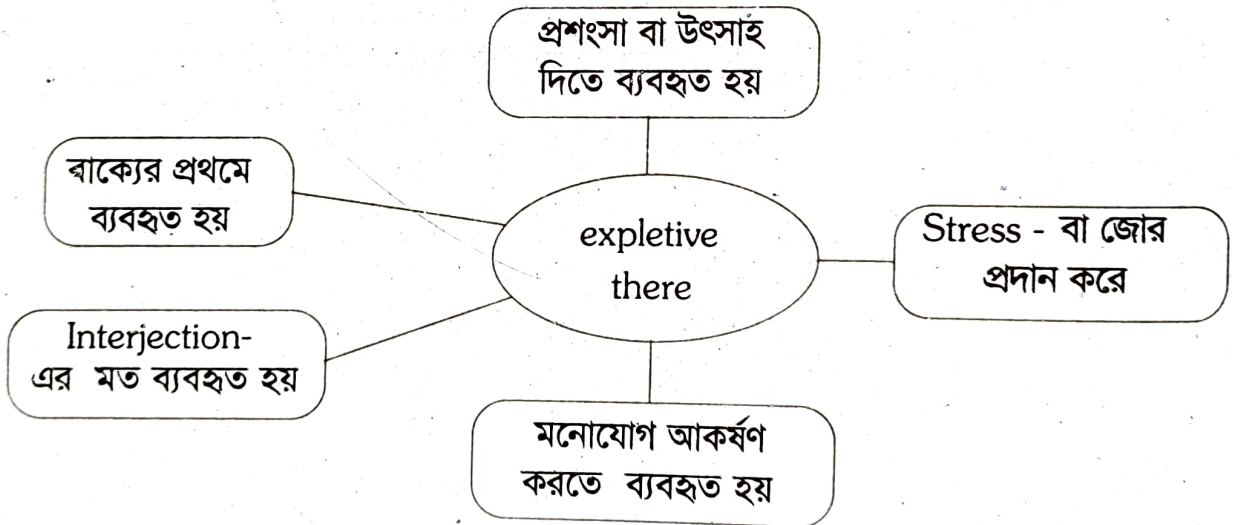 প্রশংসা বা উৎসাহ
দিতে ব্যবহৃত হয়
বাক্যের প্রথমে
ব্যবহৃত হয়
expletive
there
Stress - বা জোর
প্রদান করে
Interjection-
এর মত ব্যবহৃত হয়
মনোযোগ আকর্ষণ
করতে ব্যবহৃত হয়